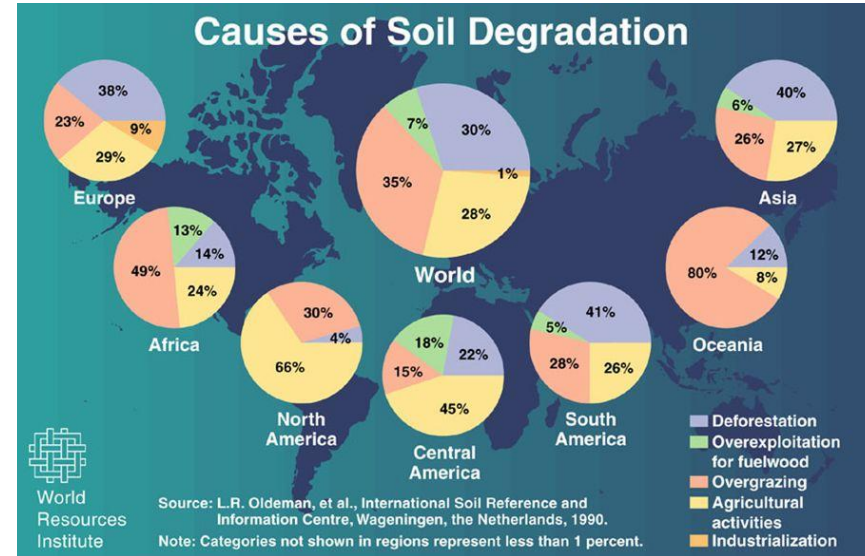 Causes of Soil Degradation
38%
23%
9%
29%
Europe
7%
30%
35%
1%
28%
World
40%
6%
26%
27%
Asia
13%
14%
49%
24%
Africa
30%
4%
66%
North
America
18%
22%
15%
45%
Central
America
41%
5%
28%
26%
South
America
12%
80%
8%
Oceania
Deforestation
Overexploitation
for fuelwood
Overgrazing
Agricultural
activities
Industrialization
World
Resources
Institute
Source: L.R. Oldeman, et al., International Soil Reference and
Information Centre, Wageningen, the Netherlands, 1990.
Note: Categories not shown in regions represent less than 1 percent.